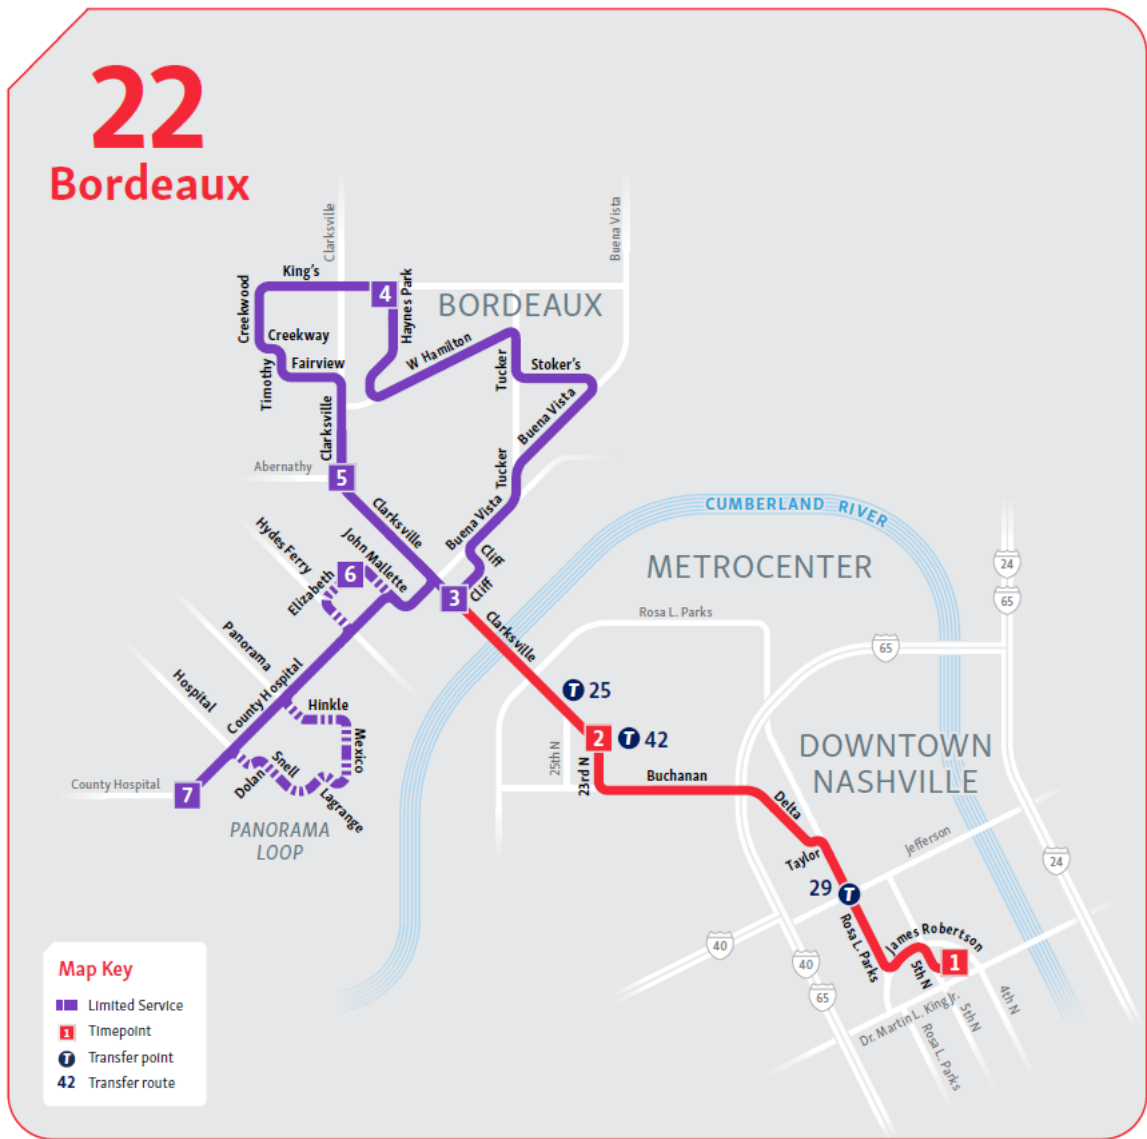 22
Bordeaux
Clarksville
Buena Vista
King's
4
Haynes Park
BORDEAUX
Creekwood
Creekway
W Hamilton
Timothy
Fairview
Tucker
Stoker's
Clarksville
Buena Vista
Abernathy
5
Tucker
Clarksville
Buena Vista
CUMBERLAND RIVER
Hydes Ferry
John Mallette
Cliff
METROCENTER
24
6
Elizabeth
Cliff
3
65
Rosa L. Parks
Clarksville
Panorama
65
Hospital
County Hospital
T 25
Hinkle
2
T 42
DOWNTOWN
NASHVILLE
Mexico
25th N
23rd N
Buchanan
Snell
Dolan
County Hospital
7
Lagrange
Delta
PANORAMA
LOOP
Taylor
Jefferson
24
29 T
40
Rosa L. Parks
James Robertson
5th N
1
40
65
4th N
Dr. Martin L. King Jr.
5th N
Rosa L. Parks
Map Key
Limited Service
1 Timepoint
T Transfer point
42 Transfer route